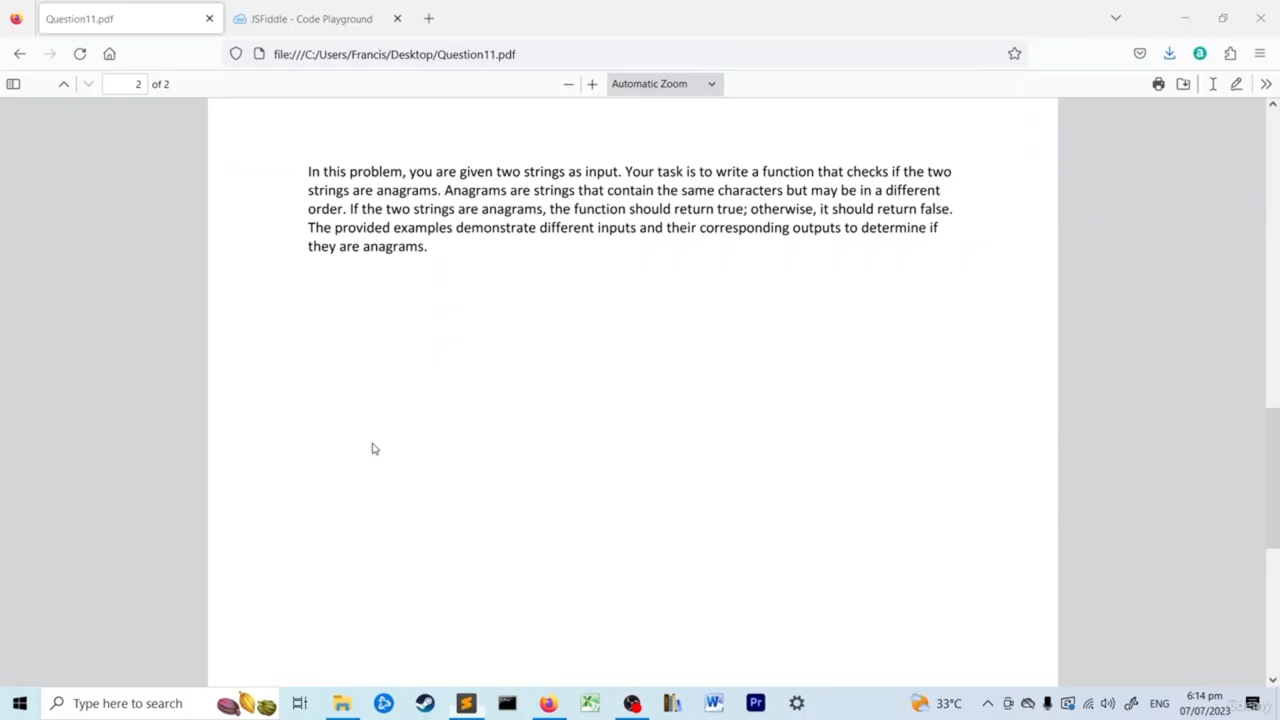 Question11.pdf
JSFiddle - Code Playground
file:///C:/Users/Francis/Desktop/Question11.pdf
2 of 2
Automatic Zoom
In this problem, you are given two strings as input. Your task is to write a function that checks if the two
strings are anagrams. Anagrams are strings that contain the same characters but may be in a different
order. If the two strings are anagrams, the function should return true; otherwise, it should return false.
The provided examples demonstrate different inputs and their corresponding outputs to determine if
they are anagrams.
Type here to search
33°C
ENG
6:14 pm
07/07/2023
Udemy